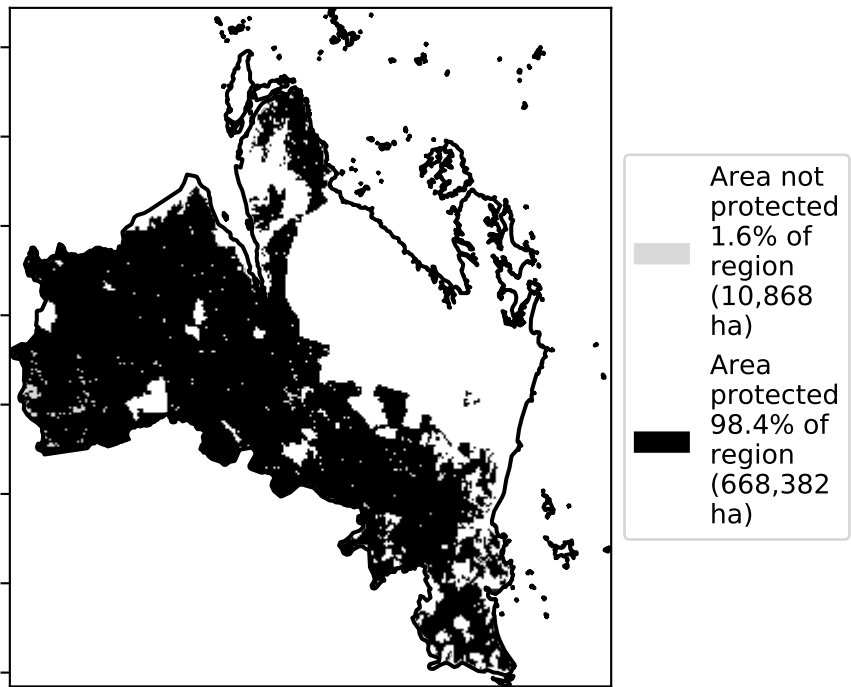 Area not
protected
1.6% of
region
(10,868
ha)
Area
protected
98.4% of
region
(668,382
ha)